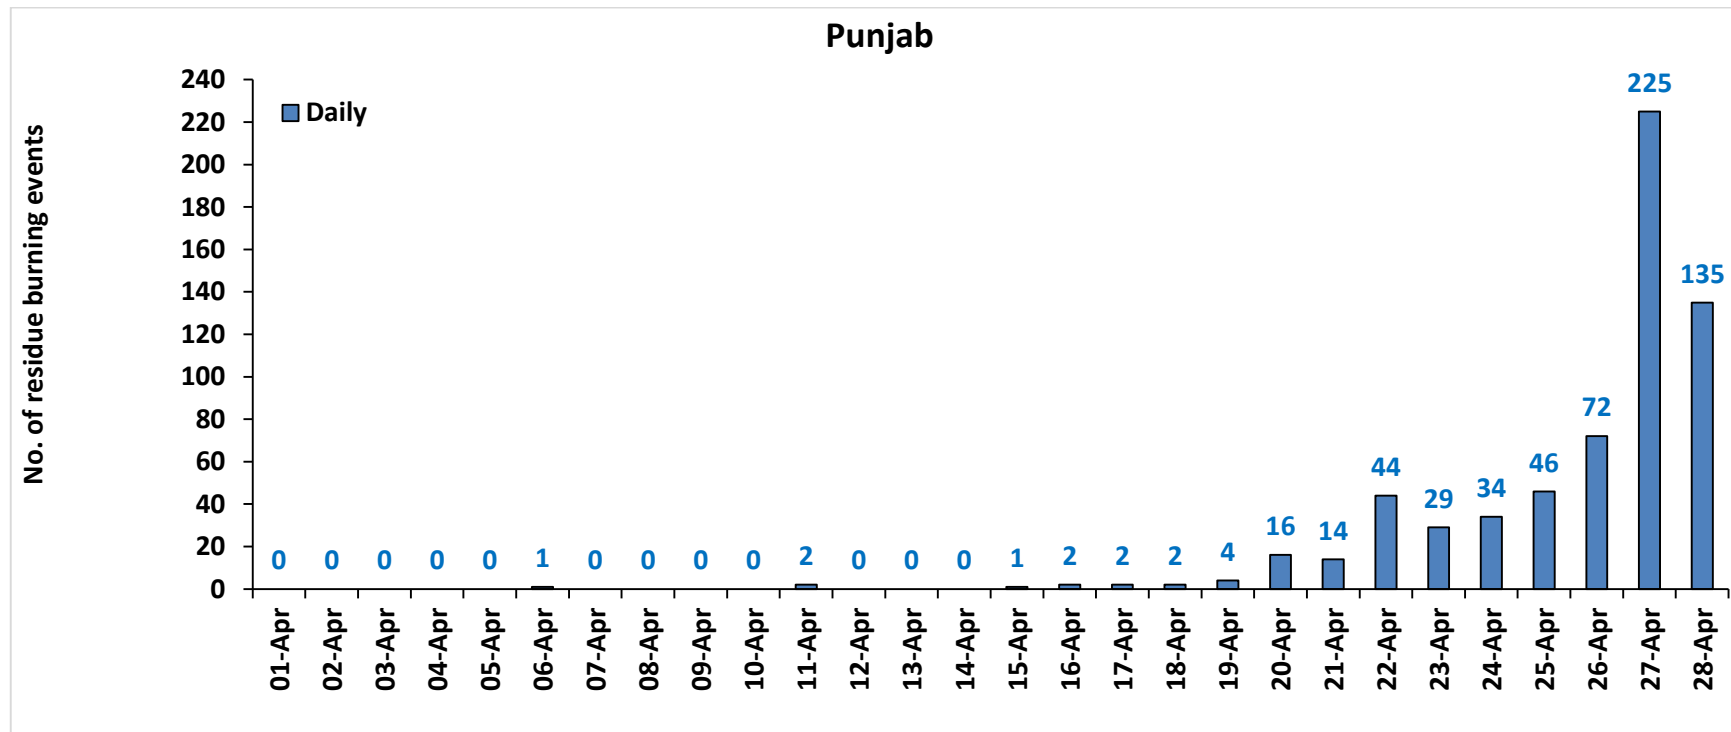 Punjab
No. of residue burning events
Daily
240
220
200
180
160
140
120
100
80
60
40
20
0
0 0 0 0 0 1 0 0 0 0 2 0 0 0 1 2 2 2 4 16 14 44 29 34 46 72 225 135
01-Apr
02-Apr
03-Apr
04-Apr
05-Apr
06-Apr
07-Apr
08-Apr
09-Apr
10-Apr
11-Apr
12-Apr
13-Apr
14-Apr
15-Apr
16-Apr
17-Apr
18-Apr
19-Apr
20-Apr
21-Apr
22-Apr
23-Apr
24-Apr
25-Apr
26-Apr
27-Apr
28-Apr